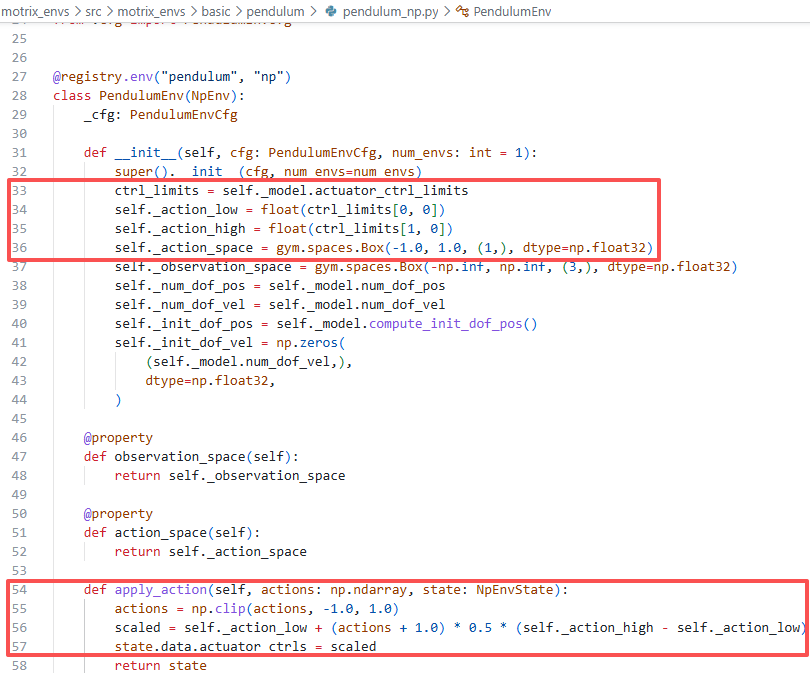 motrix_envs > src > motrix_envs > basic > pendulum > pendulum_np.py > PendulumEnv
25
26
27 @registry.env("pendulum", "np")
28 class PendulumEnv(NpEnv):
29 _cfg: PendulumEnvCfg
30
31 def __init__(self, cfg: PendulumEnvCfg, num_envs: int = 1):
32 super().__init__(cfg, num_envs=num_envs)
33 ctrl_limits = self._model.actuator_ctrl_limits
34 self._action_low = float(ctrl_limits[0, 0])
35 self._action_high = float(ctrl_limits[1, 0])
36 self._action_space = gym.spaces.Box(-1.0, 1.0, (1,), dtype=np.float32)
37 self._observation_space = gym.spaces.Box(-np.inf, np.inf, (3,), dtype=np.float32)
38 self._num_dof_pos = self._model.num_dof_pos
39 self._num_dof_vel = self._model.num_dof_vel
40 self._init_dof_pos = self._model.compute_init_dof_pos()
41 self._init_dof_vel = np.zeros(
42 (self._model.num_dof_vel,),
43 dtype=np.float32,
44 )
45
46 @property
47 def observation_space(self):
48 return self._observation_space
49
50 @property
51 def action_space(self):
52 return self._action_space
53
54 def apply_action(self, actions: np.ndarray, state: NpEnvState):
55 actions = np.clip(actions, -1.0, 1.0)
56 scaled = self._action_low + (actions + 1.0) * 0.5 * (self._action_high - self._action_low)
57 state.data.actuator_ctrls = scaled
58 return state